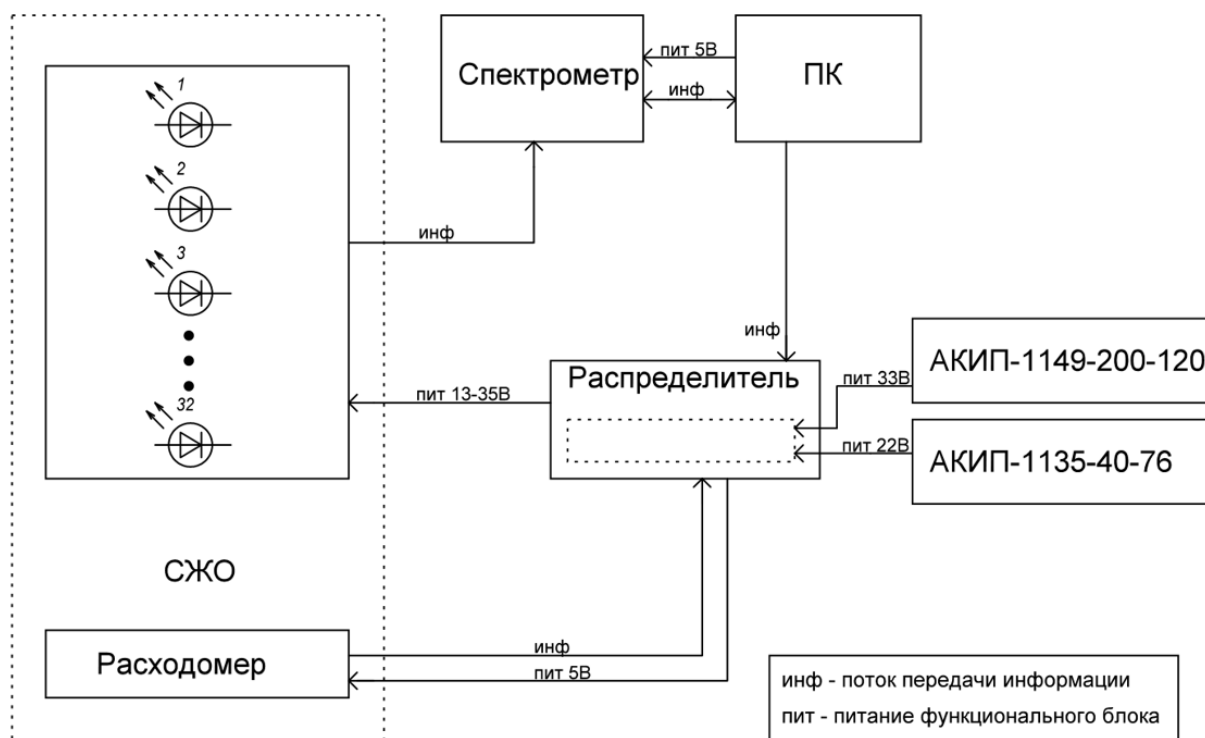 Спектрометр
пит 5В
инф
ПК
1
2
3
32
инф
инф
Распределитель
пит 13-35В
пит 33В
АКИП-1149-200-120
пит 22В
АКИП-1135-40-76
СЖО
Расходомер
инф
пит 5В
инф - поток передачи информации
пит - питание функционального блока